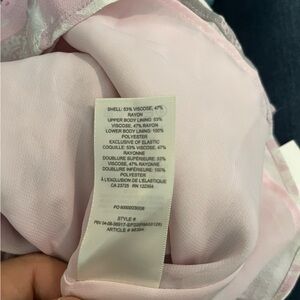 SHELL: 53% VISCOSE, 47%
RAYON
UPPER BODY LINING: 53%
VISCOSE, 47% RAYON
LOWER BODY LINING: 100%
POLYESTER
EXCLUSIVE OF ELASTIC
COQUILLE: 53% VISCOSE, 47%
RAYONNE
DOUBLURE SUPÉRIEURE: 53%
VISCOSE, 47% RAYONNE
DOUBLURE INFÉRIEURE: 100%
POLYESTER
À L'EXCLUSION DE L'ÉLASTIQUE
CA 23725 RN 122364
STYLE #
ARTICLE #